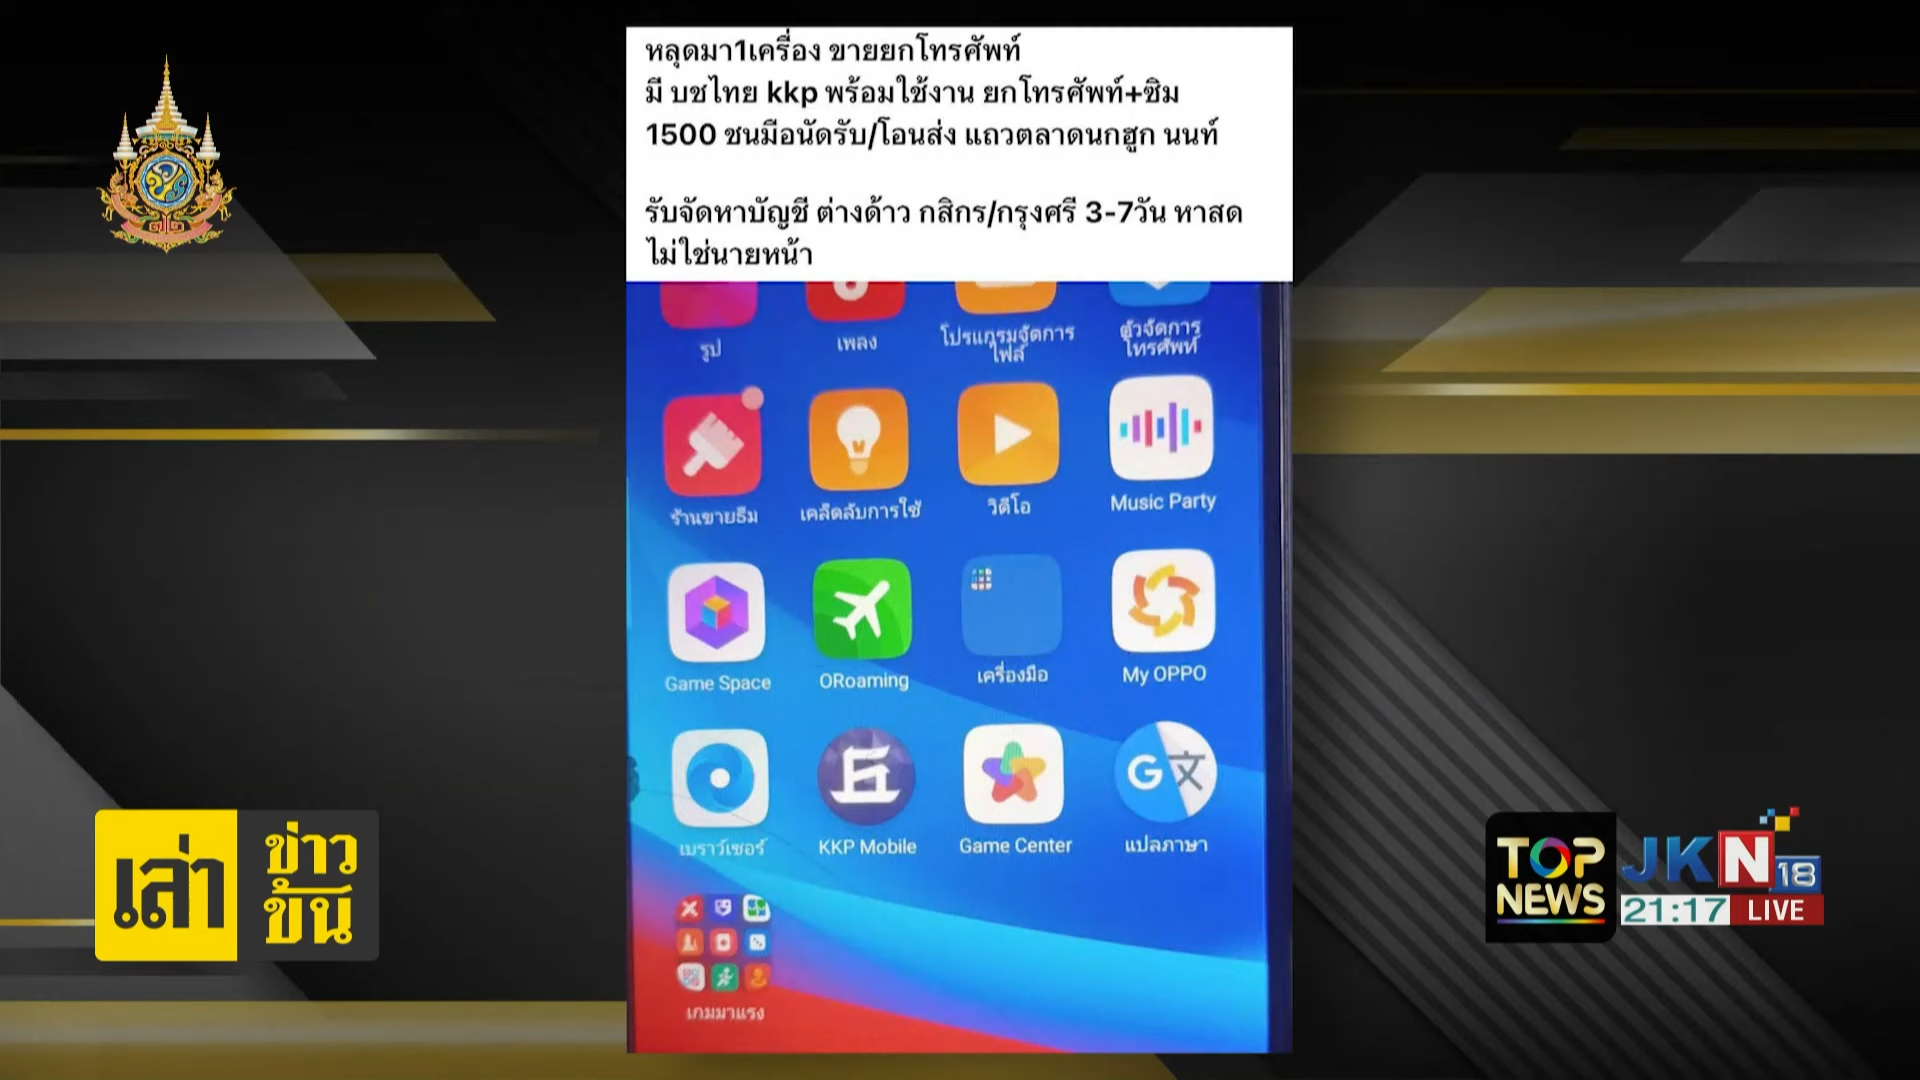 หลุดมา1เครื่อง ขายยกโทรศัพท์
มี บชไทย kkp พร้อมใช้งาน ยกโทรศัพท์+ซิม
1500 ชนมือนัดรับ/โอนส่ง แถวตลาดนกฮูก นนท์
รับจัดหาบัญชี ต่างด้าว กสิกร/กรุงศรี 3-7วัน หาสด
ไม่ใช่นายหน้า
รูป
เพลง
โปรแกรมจัดการ
ไฟล์
ตัวจัดการ
โทรศัพท์
ร้านขายธีม
เคล็ดลับการใช้
วิดีโอ
Music Party
Game Space
ORoaming
เครื่องมือ
My OPPO
เบราว์เซอร์
KKP Mobile
Game Center
G文
แปลภาษา
เกมมาแรง
เล่า
ข่าว
ข้น
TOP
NEWS
JKN18
21:17 LIVE